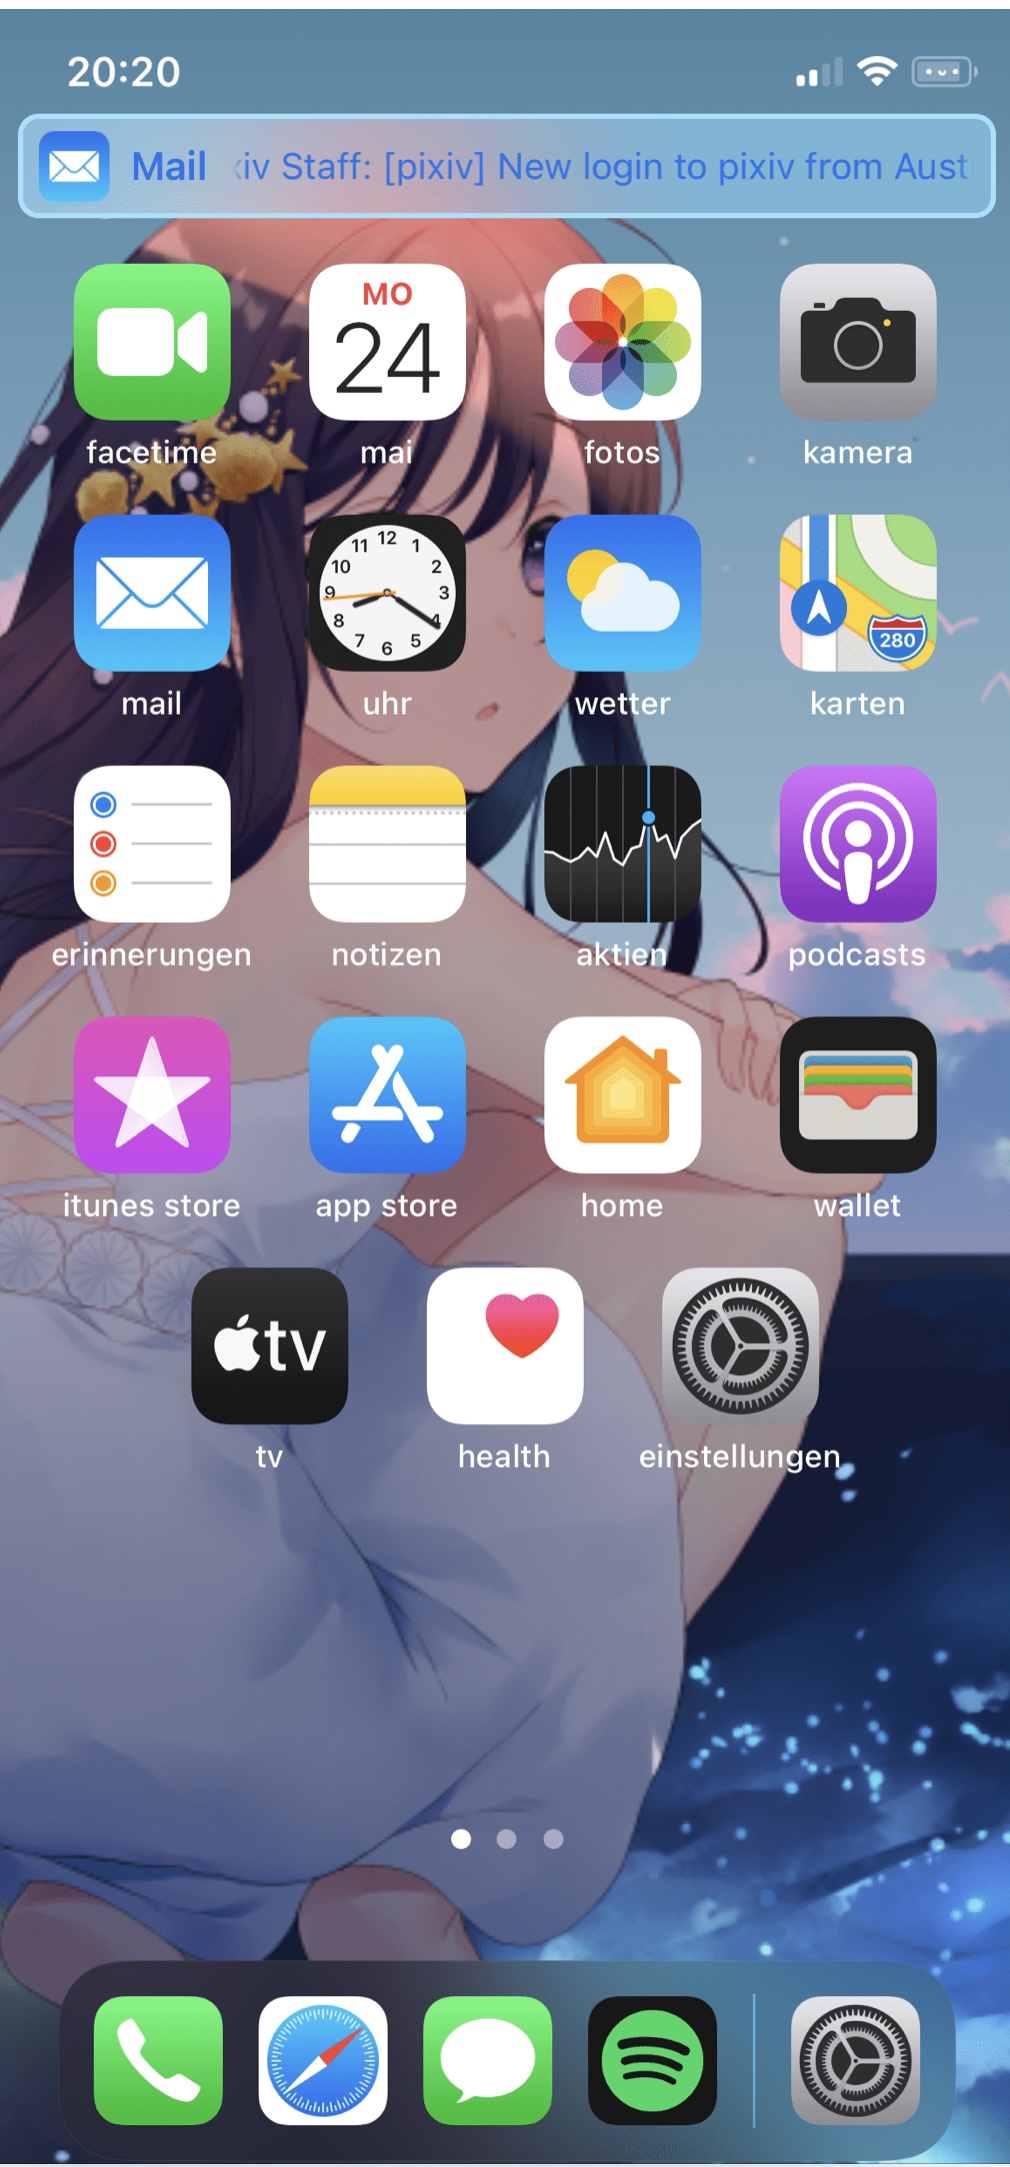 20:20
Mail iv Staff: [pixiv] New login to pixiv from Aust
MO
24
facetime mai fotos kamera
12
11 1
10 2
9 3
8 4
7 5
6
280
mail uhr wetter karten
erinnerungen notizen aktien podcasts
itunes store app store home wallet
tv
tv health einstellungen